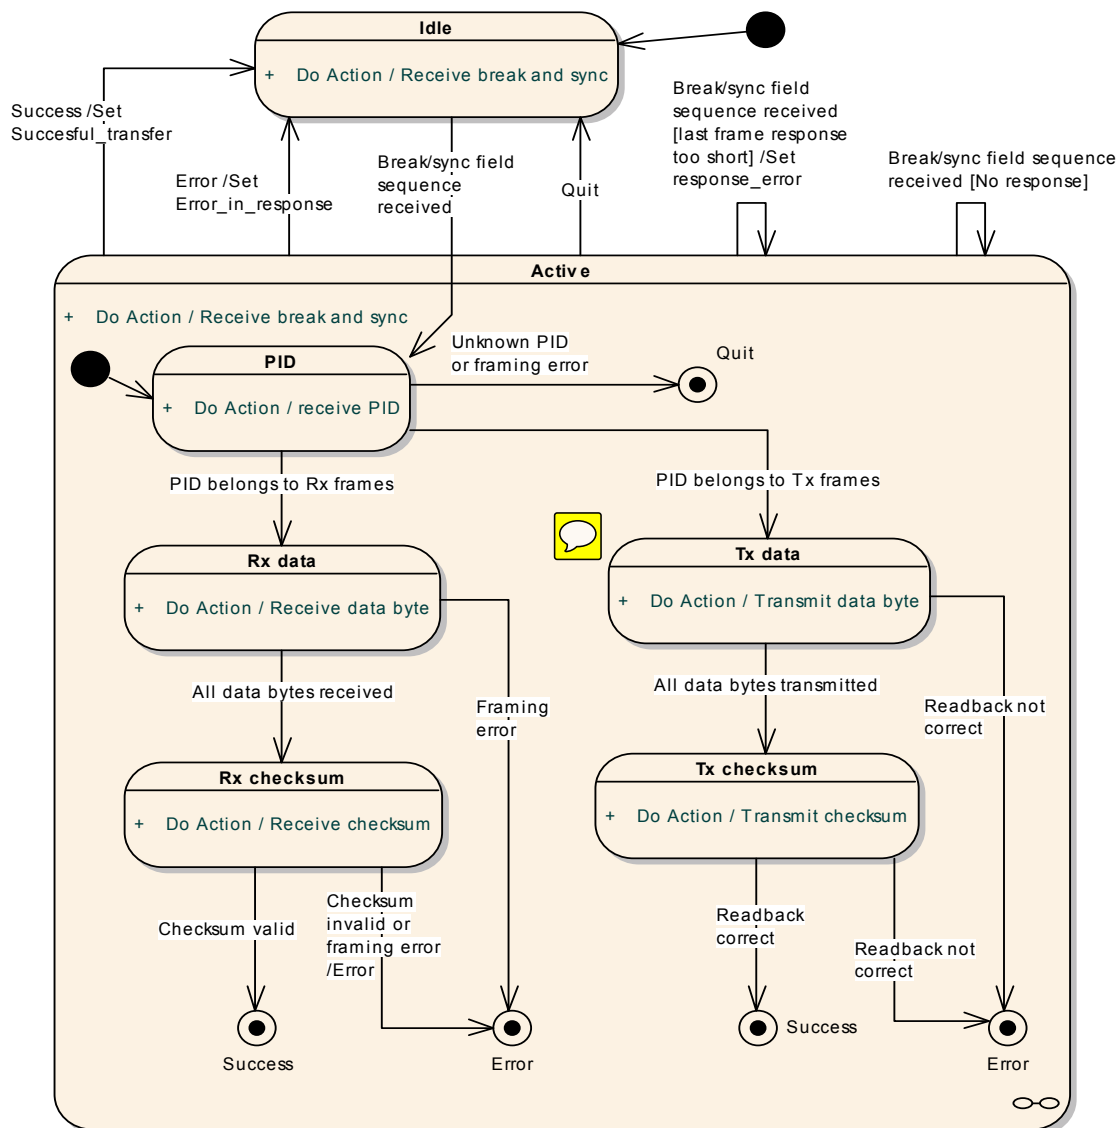 Idle
+ Do Action / Receive break and sync
Success /Set
Succesful_transfer
Error /Set
Error_in_response
Break/sync field
sequence
received
Quit
Break/sync field
sequence received
[last frame response
too short] /Set
response_error
Break/sync field sequence
received [No response]
Active
+ Do Action / Receive break and sync
PID
+ Do Action / receive PID
Unknown PID
or framing error
Quit
PID belongs to Rx frames
PID belongs to Tx frames
Rx data
+ Do Action / Receive data byte
Tx data
+ Do Action / Transmit data byte
All data bytes received
Framing
error
All data bytes transmitted
Readback not
correct
Rx checksum
+ Do Action / Receive checksum
Tx checksum
+ Do Action / Transmit checksum
Checksum valid
Checksum
invalid or
framing error
/Error
Readback
correct
Readback not
correct
Success
Error
Success
Error